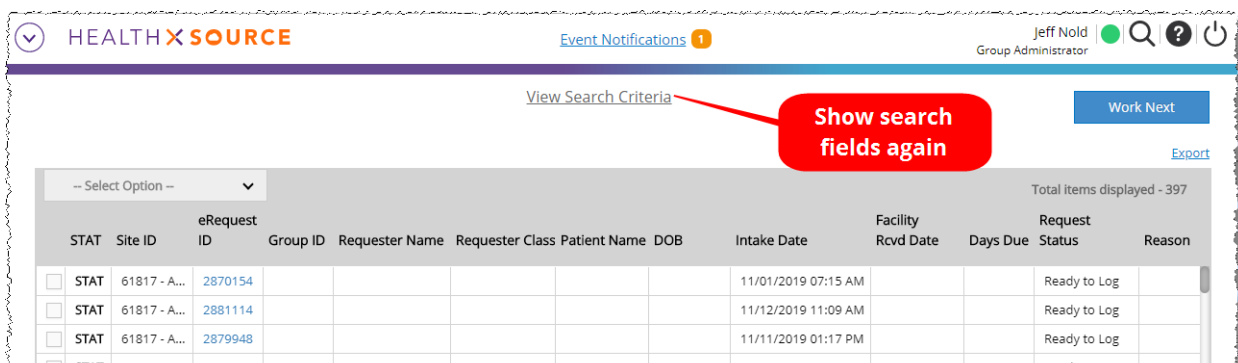 HEALTH SOURCE
Event Notifications 1
Jeff Nold
Group Administrator
?
View Search Criteria
Show search
fields again
Work Next
Export
-- Select Option --
Total items displayed - 397
STAT Site ID eRequest ID Group ID Requester Name Requester Class Patient Name DOB Intake Date Facility Rcvd Date Days Due Request Status Reason
STAT 61817 - A... 2870154 11/01/2019 07:15 AM Ready to Log
STAT 61817 - A... 2881114 11/12/2019 11:09 AM Ready to Log
STAT 61817 - A... 2879948 11/11/2019 01:17 PM Ready to Log